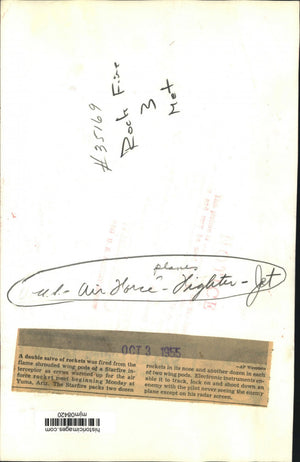 #35169
Rock Fire
3
Hot
planes
U.S. Air Force - Fighter - Jet
OCT 3 1955
A double salvo of rockets was fired from the
flame shrouded wing pods of a Starfire in-
terceptor as crews warmed up for the air
force rocket meet beginning Monday at
Yuma, Ariz. The Starfire packs two dozen
—AP Wirephoto
rockets in its nose and another dozen in each
of two wing pods. Electronic instruments en-
able it to track, lock on and shoot down an
enemy with the pilot never seeing the enemy
plane except on his radar screen.
historicimages.com
mjm08420